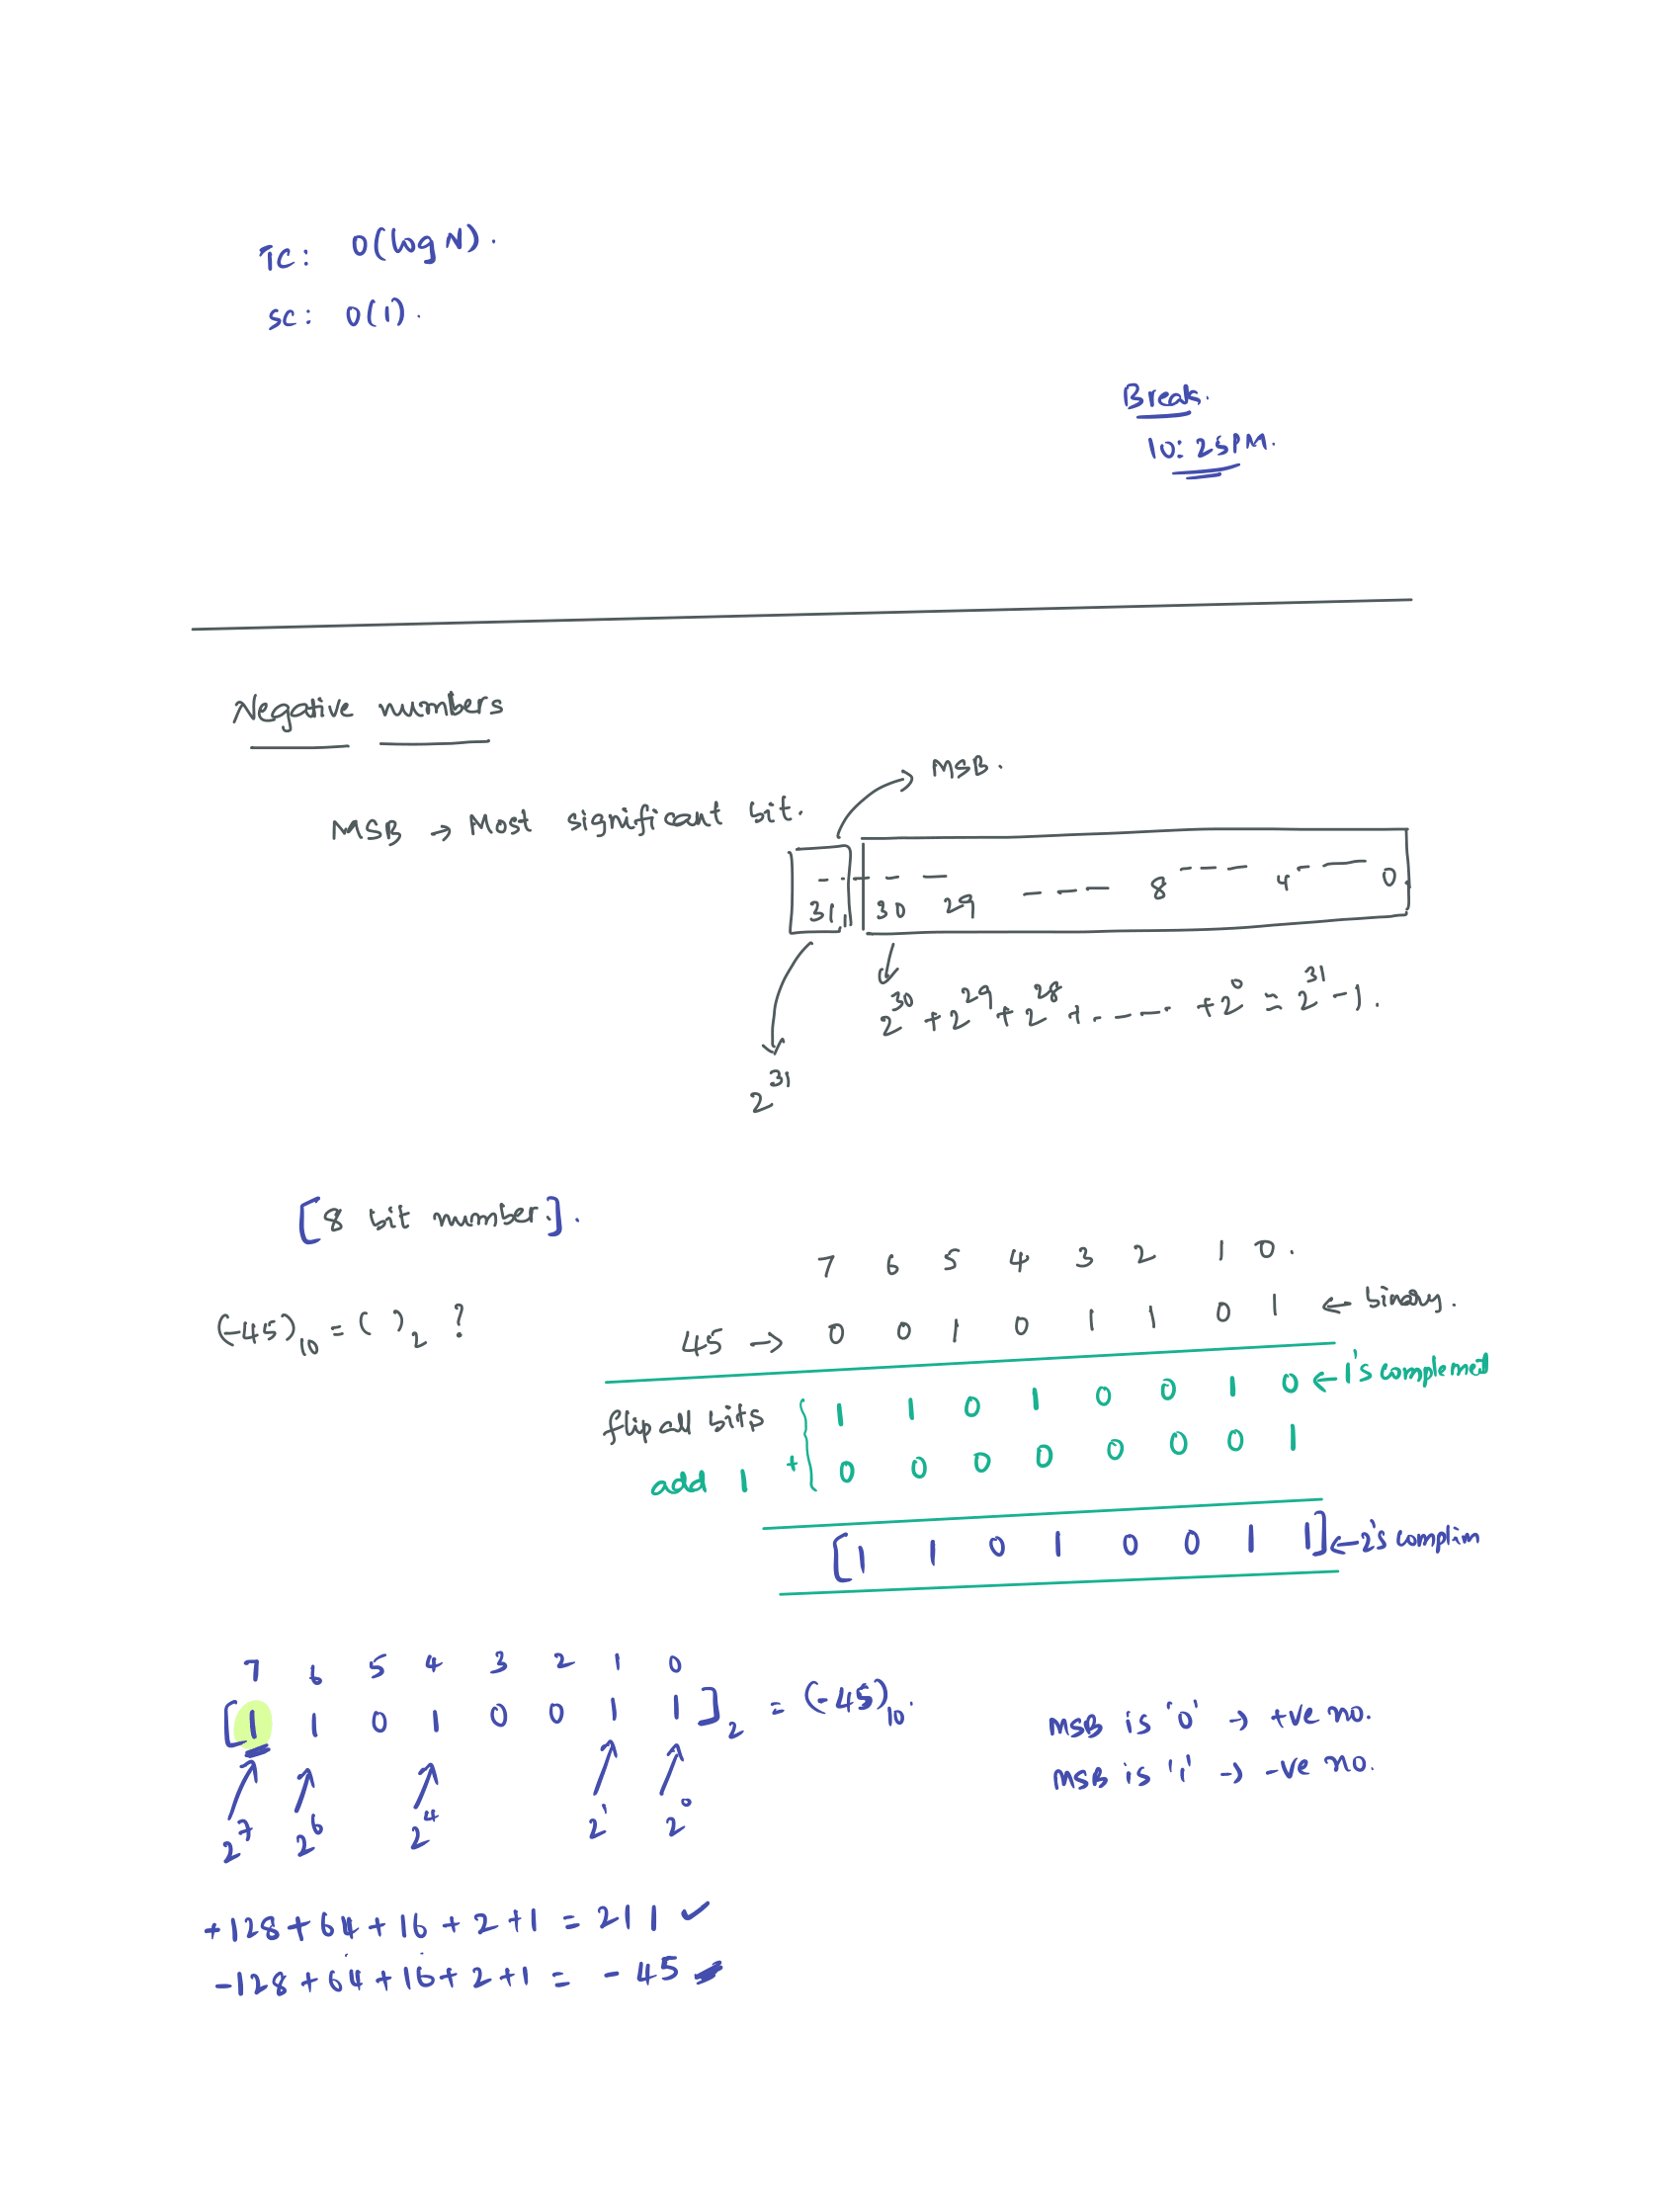 TC: O(log N).
SC: O(1).
Break.
10:25PM.
Negative numbers
MSB.
MSB → Most significant bit.
31 30 29 ---- 8 ---- 4 ---- 0.
2^30 + 2^29 + 2^28 + ----- + 2^0 = 2^31 - 1.
2^31
[8 bit number.].
7 6 5 4 3 2 1 0.
(-45)10 = ( )2 ?
45 → 0 0 1 0 1 1 0 1 ← binary.
flip all bits 1 1 0 1 0 0 1 0 ← 1's complemet
add 1 + 0 0 0 0 0 0 0 1
[1 1 0 1 0 0 1 1] ← 2's complim
7 6 5 4 3 2 1 0
[1 1 0 1 0 0 1 1]2 = (-45)10.
MSB is '0' → +ve no.
MSB is '1' → -ve no.
2^7 2^6 2^4 2^1 2^0
+128+64+16+2+1 = 211 ✓
-128+64+16+2+1 = -45